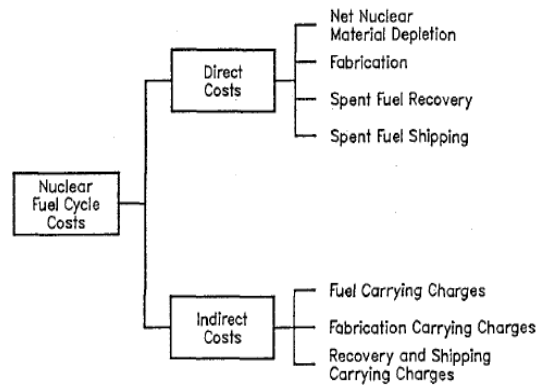 Nuclear
Fuel Cycle
Costs
Direct
Costs
Net Nuclear
Material Depletion
Fabrication
Spent Fuel Recovery
Spent Fuel Shipping
Indirect
Costs
Fuel Carrying Charges
Fabrication Carrying Charges
Recovery and Shipping
Carrying Charges